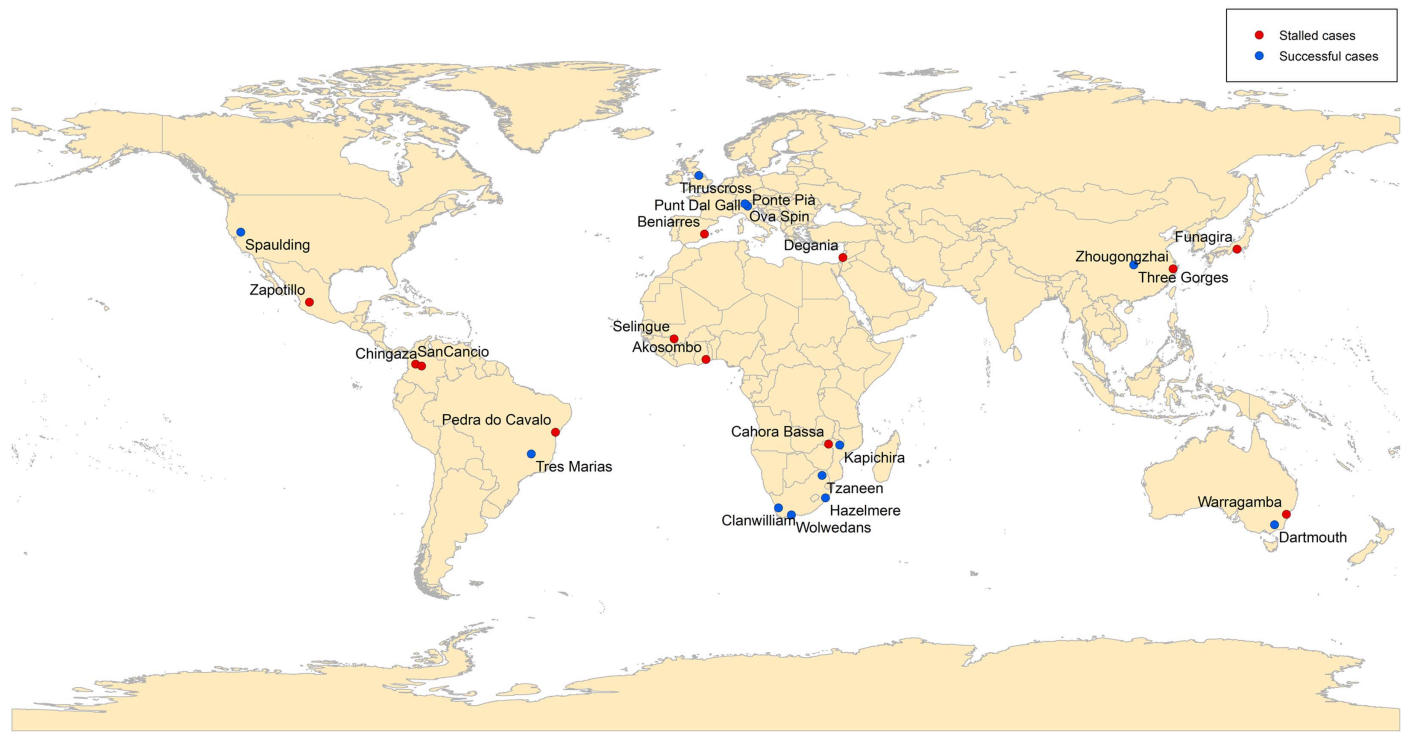 Stalled cases
Successful cases
Thruscross
Punt Dal Gall
Ponte Pià
Ova Spin
Beniarres
Degania
Spaulding
Zapotillo
Funagira
Zhougongzhai
Three Gorges
Selingue
Akosombo
Chingaza
SanCancio
Pedra do Cavalo
Tres Marias
Cahora Bassa
Kapichira
Tzaneen
Hazelmere
Clanwilliam
Wolwedans
Warragamba
Dartmouth